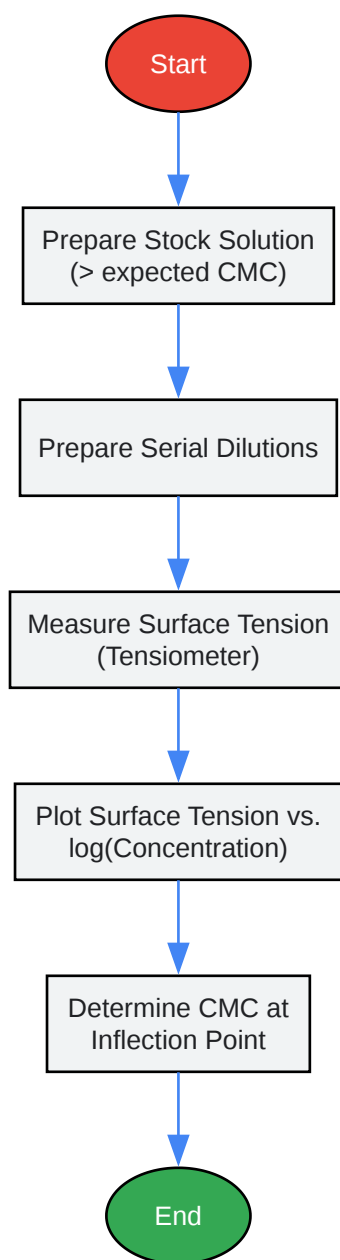 Start
Prepare Stock Solution
(> expected CMC)
Prepare Serial Dilutions
Measure Surface Tension
(Tensiometer)
Plot Surface Tension vs.
log(Concentration)
Determine CMC at
Inflection Point
End